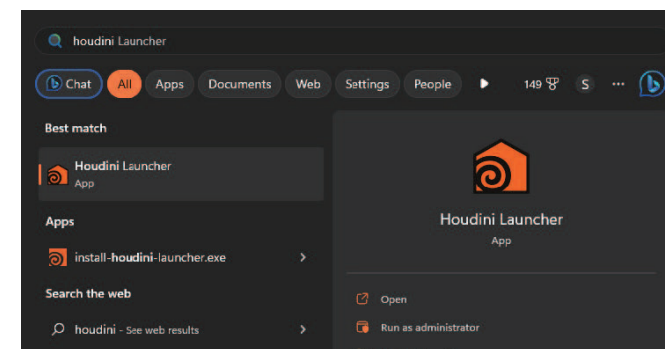 houdini Launcher
Chat All Apps Documents Web Settings People 149 S ...
Best match
Houdini Launcher
App
Apps
install-houdini-launcher.exe
Search the web
houdini - See web results
Houdini Launcher
App
Open
Run as administrator